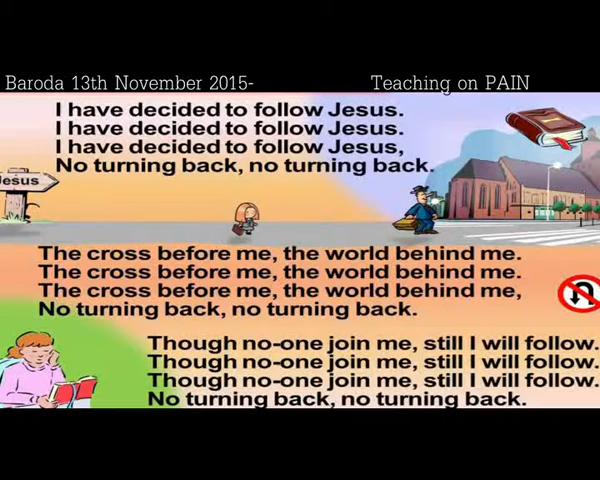 Baroda 13th November 2015- Teaching on PAIN
I have decided to follow Jesus.
I have decided to follow Jesus.
I have decided to follow Jesus,
No turning back, no turning back.
Jesus
The cross before me, the world behind me.
The cross before me, the world behind me.
The cross before me, the world behind me,
No turning back, no turning back.
Though no-one join me, still I will follow.
Though no-one join me, still I will follow.
Though no-one join me, still I will follow.
No turning back, no turning back.